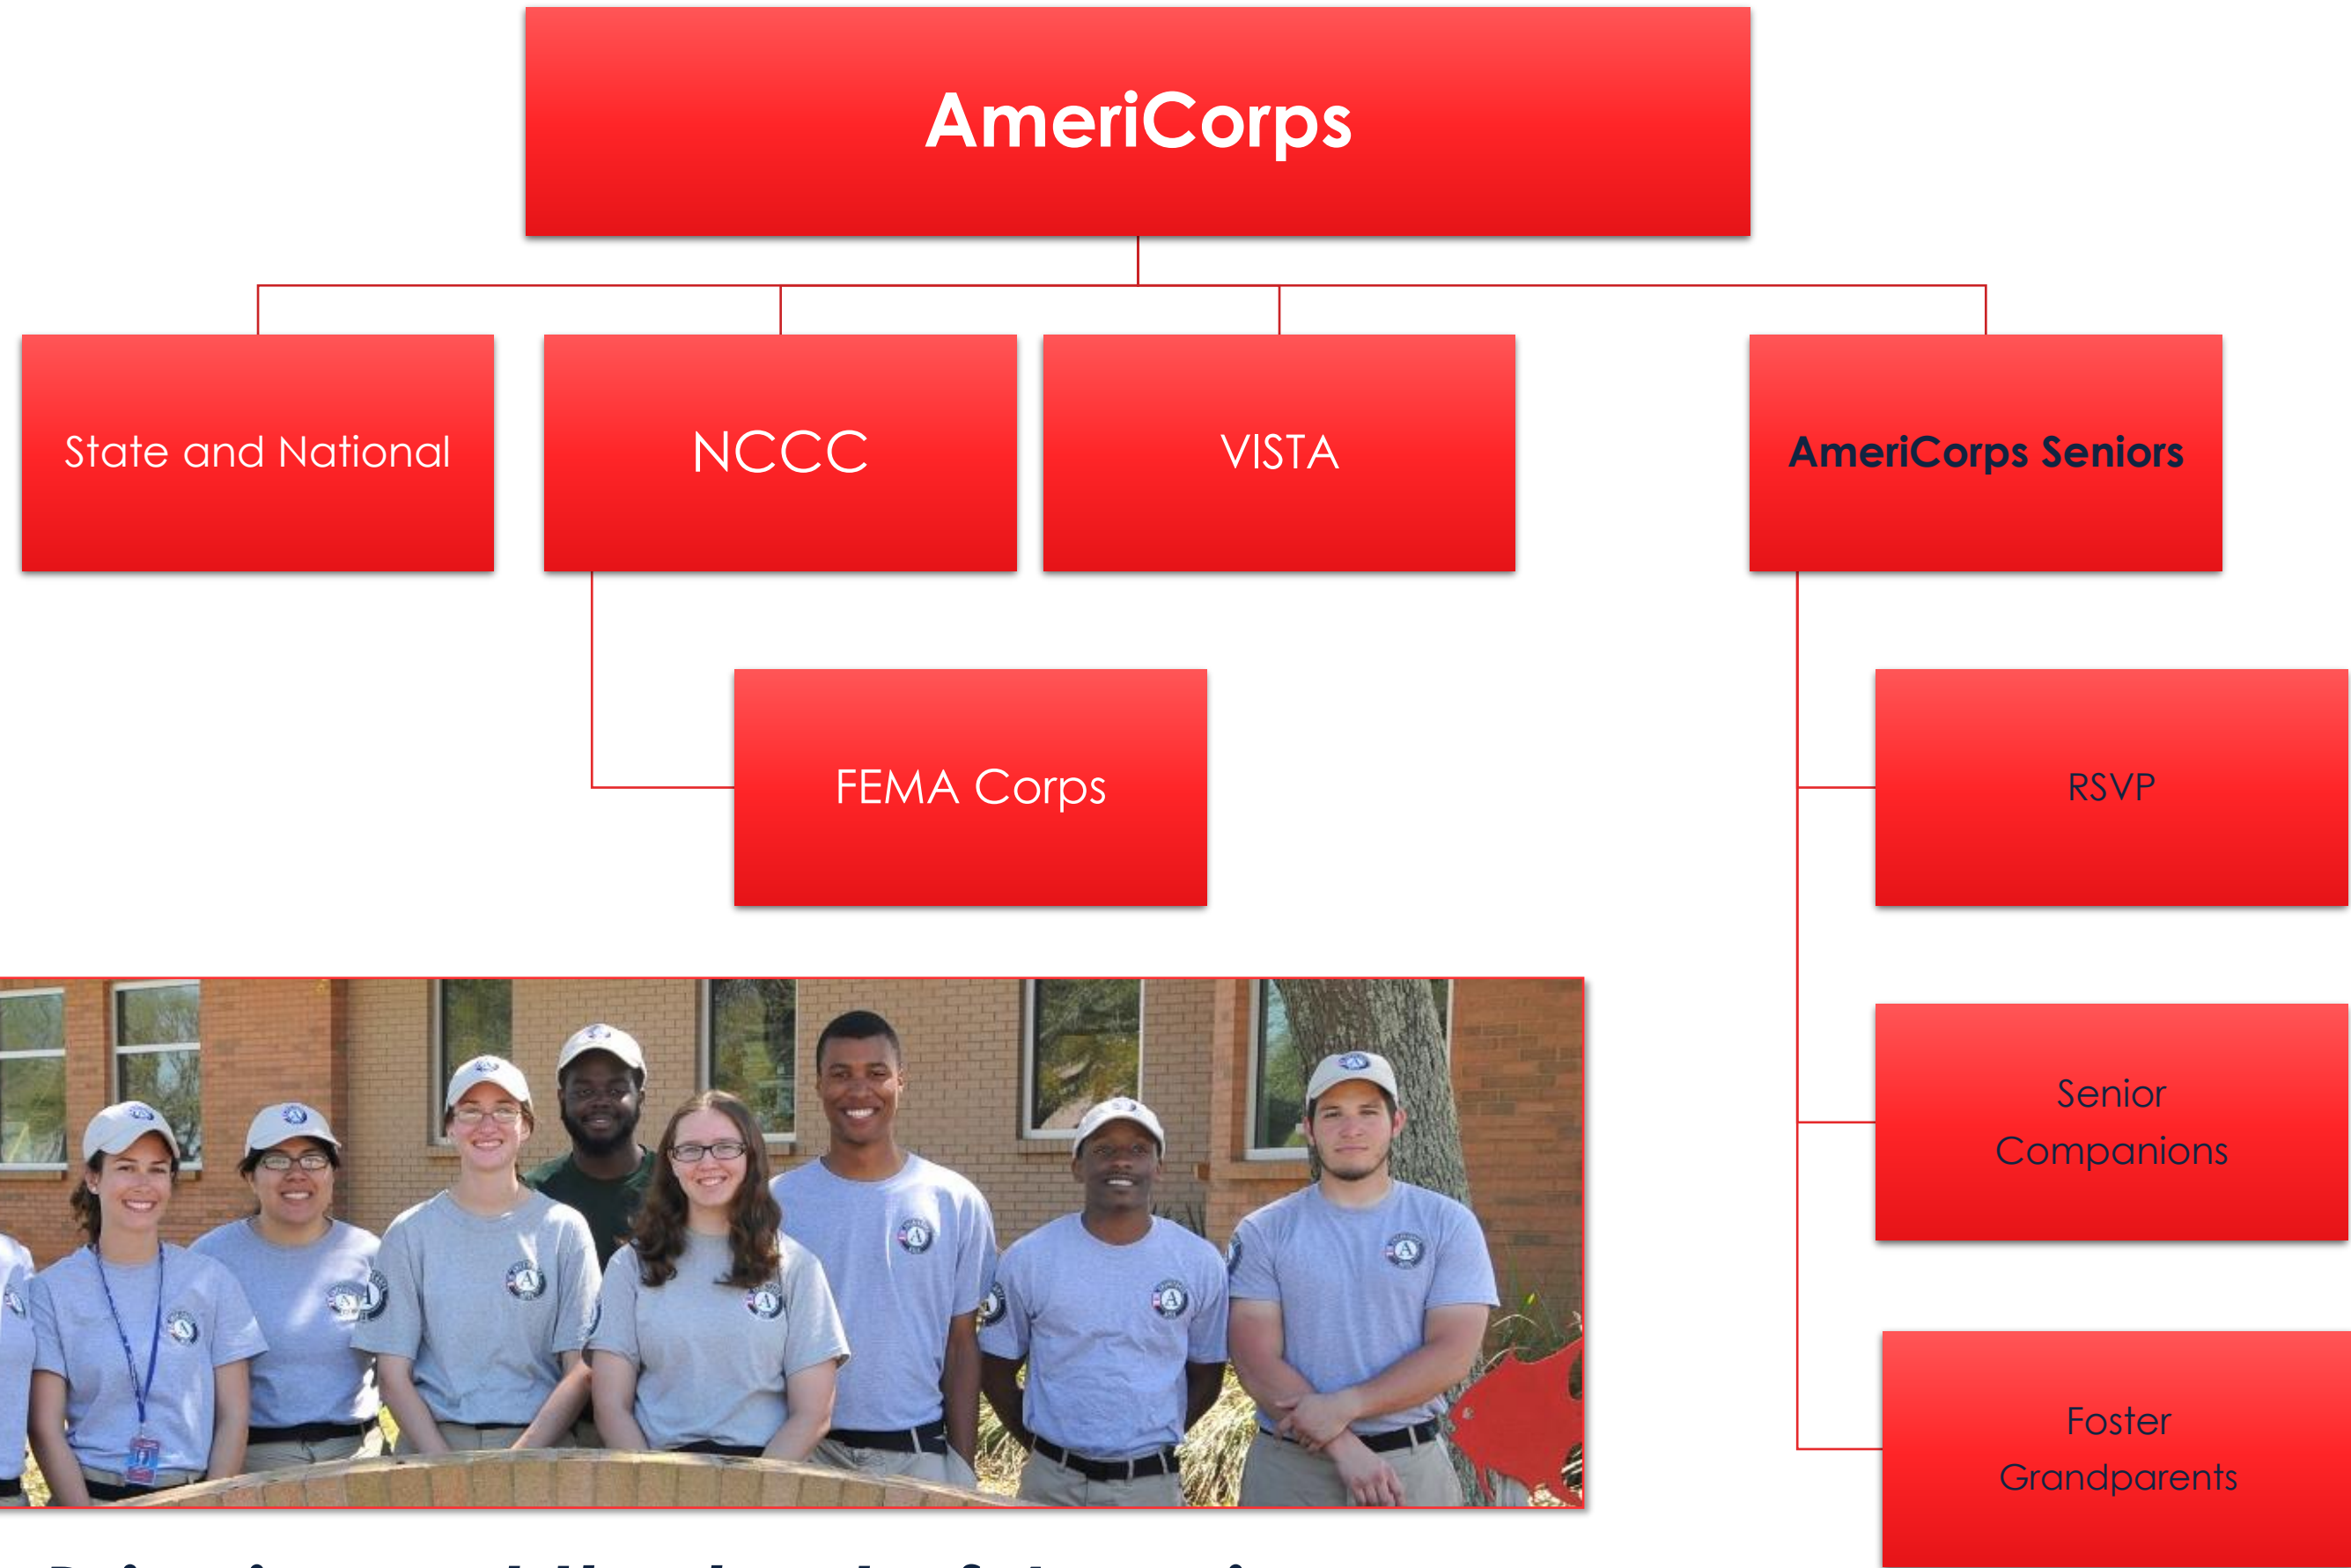 AmeriCorps
State and National
NCCC
VISTA
AmeriCorps Seniors
FEMA Corps
RSVP
Senior
Companions
Foster
Grandparents
A
A
A
A
A
A
A